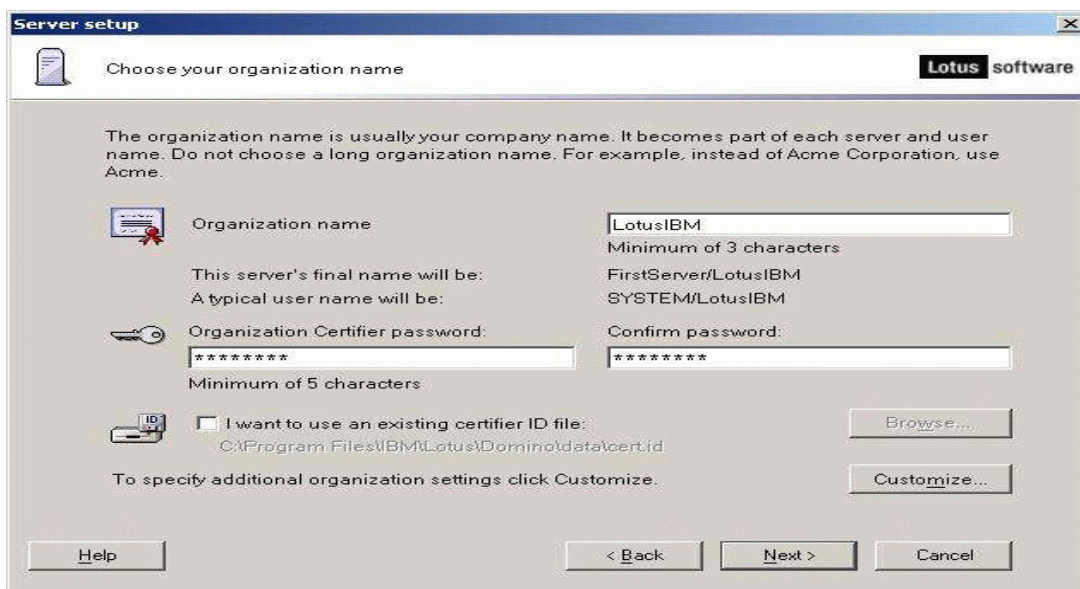 Server setup
Choose your organization name
Lotus software
The organization name is usually your company name. It becomes part of each server and user
name. Do not choose a long organization name. For example, instead of Acme Corporation, use
Acme.
Organization name
LotusIBM
Minimum of 3 characters
This server's final name will be:
FirstServer/LotusIBM
A typical user name will be:
SYSTEM/LotusIBM
Organization Certifier password:
Confirm password:
********
********
Minimum of 5 characters
ID
I want to use an existing certifier ID file:
Browse...
C:\Program Files\IBM\Lotus\Domino\data\cert.id
To specify additional organization settings click Customize.
Customize...
Help
< Back
Next >
Cancel